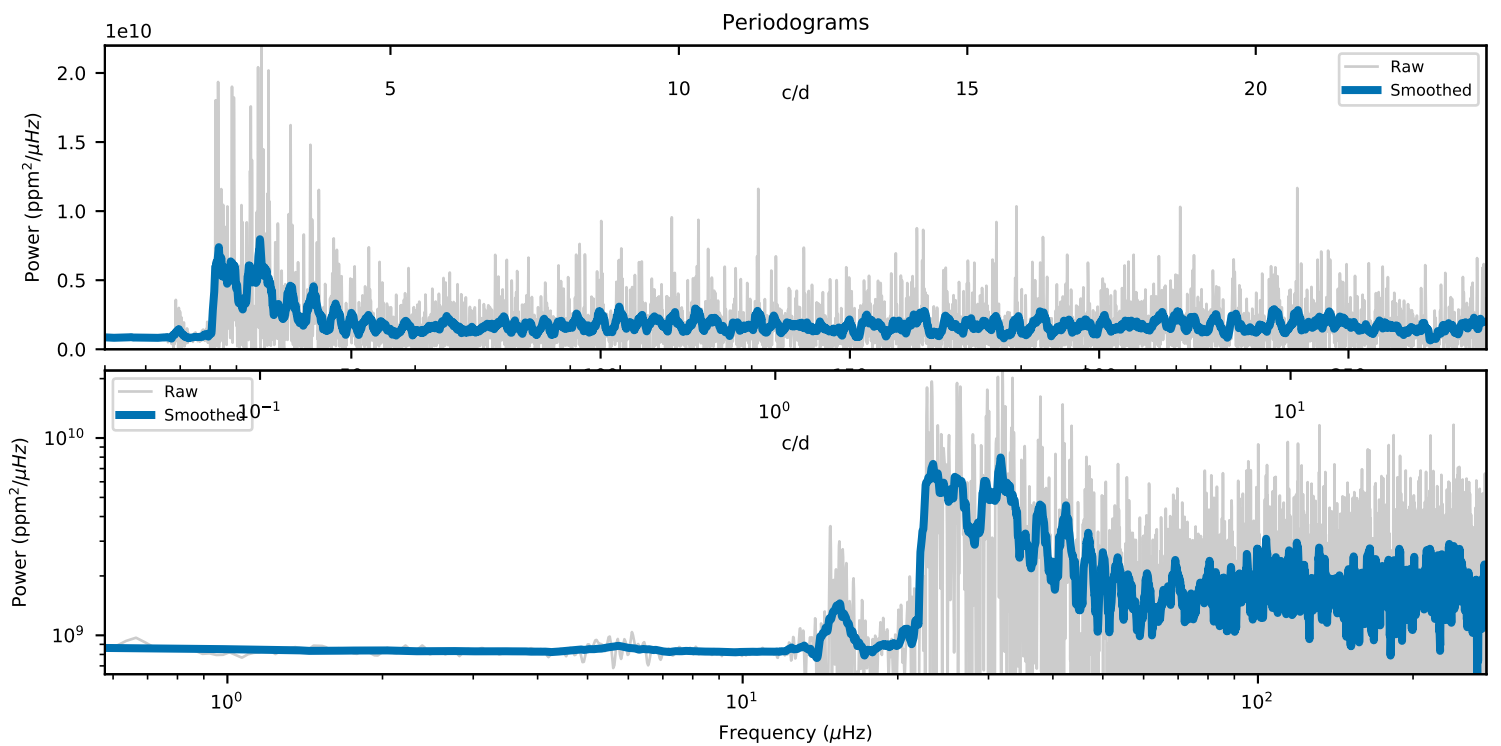 Periodograms
1e10
Power (ppm²/μHz)
2.0
1.5
1.0
0.5
0.0
5
10
15
20
c/d
Raw
Smoothed
Power (ppm²/μHz)
10¹⁰
10⁹
Raw
Smoothed
10⁻¹
10⁰
10¹
c/d
10⁰
10¹
10²
Frequency (μHz)